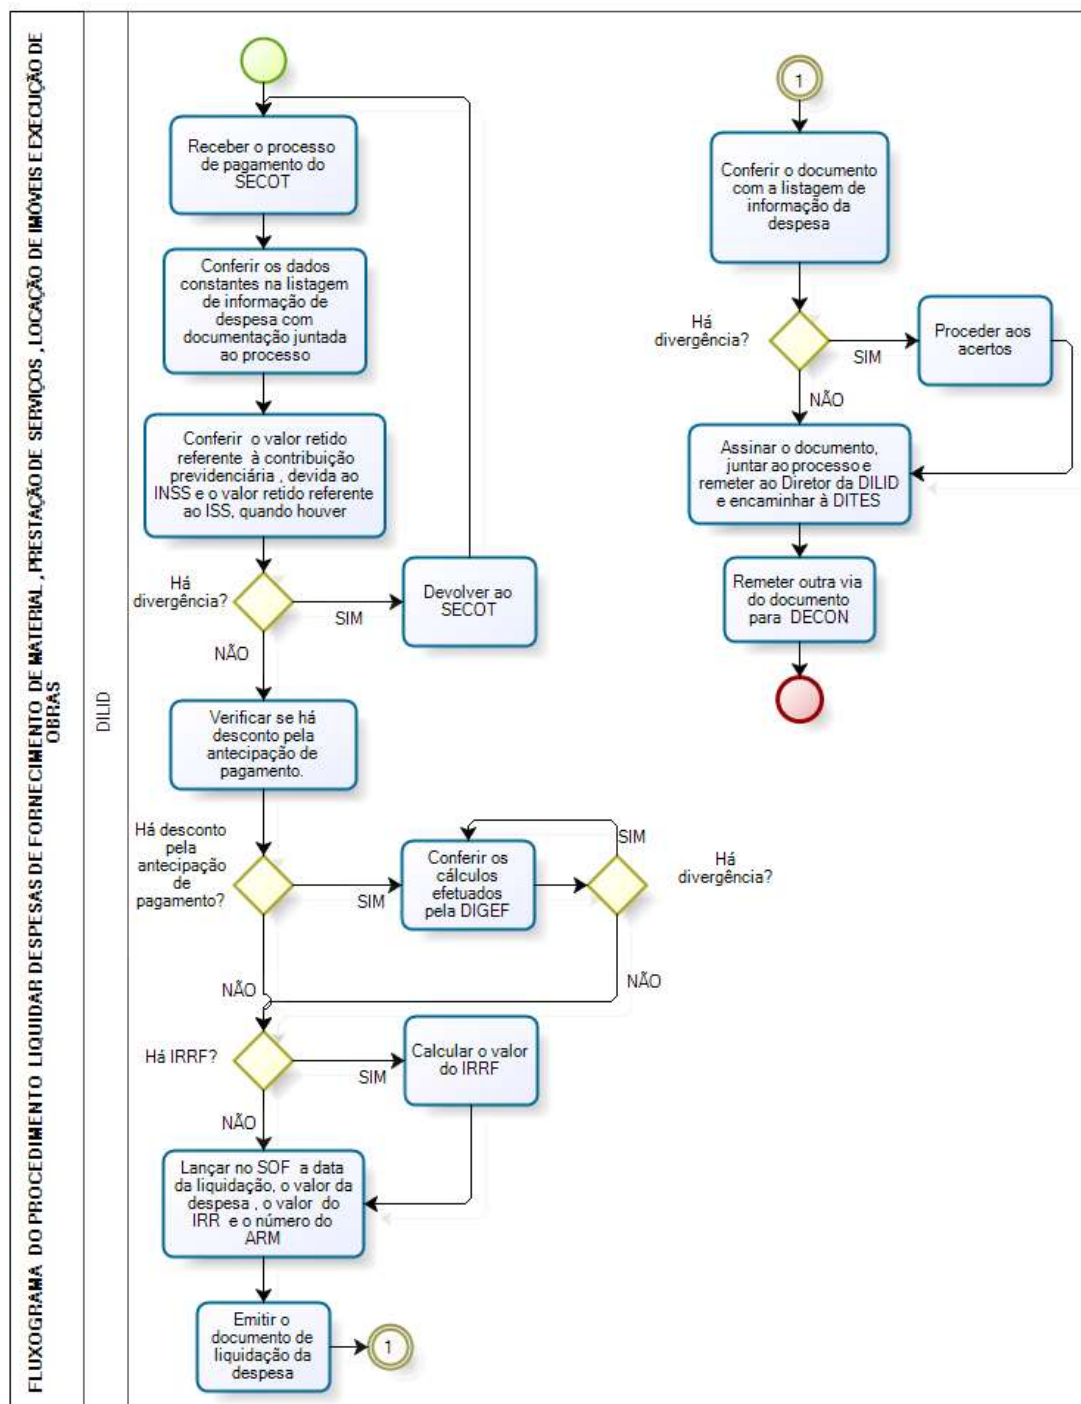 FLUXOGRAMA DO PROCEDIMENTO LIQUIDAR DESPESAS DE FORNECIMENTO DE MATERIAL, PRESTAÇÃO DE SERVIÇOS, LOCAÇÃO DE IMÓVEIS E EXECUÇÃO DE
OBRAS
DILID
Receber o processo
de pagamento do
SECOT
Conferir os dados
constantes na listagem
de informação de
despesa com
documentação juntada
ao processo
Conferir o valor retido
referente à contribuição
previdenciária , devida ao
INSS e o valor retido referente
ao ISS, quando houver
Há
divergência?
SIM
Devolver ao
SECOT
NÃO
Verificar se há
desconto pela
antecipação de
pagamento.
Há desconto
pela
antecipação
de
pagamento?
SIM
Conferir os
cálculos
efetuados
pela DIGEF
SIM
Há
divergência?
NÃO
NÃO
Há IRRF?
SIM
Calcular o valor
do IRRF
NÃO
Lançar no SOF a data
da liquidação, o valor da
despesa , o valor do
IRR e o número do
ARM
Emitir o
documento de
liquidação da
despesa
1
1
Conferir o documento
com a listagem de
informação da
despesa
Há
divergência?
SIM
Proceder aos
acertos
NÃO
Assinar o documento,
juntar ao processo e
remeter ao Diretor da DILID
e encaminhar à DITES
Remeter outra via
do documento
para DECON